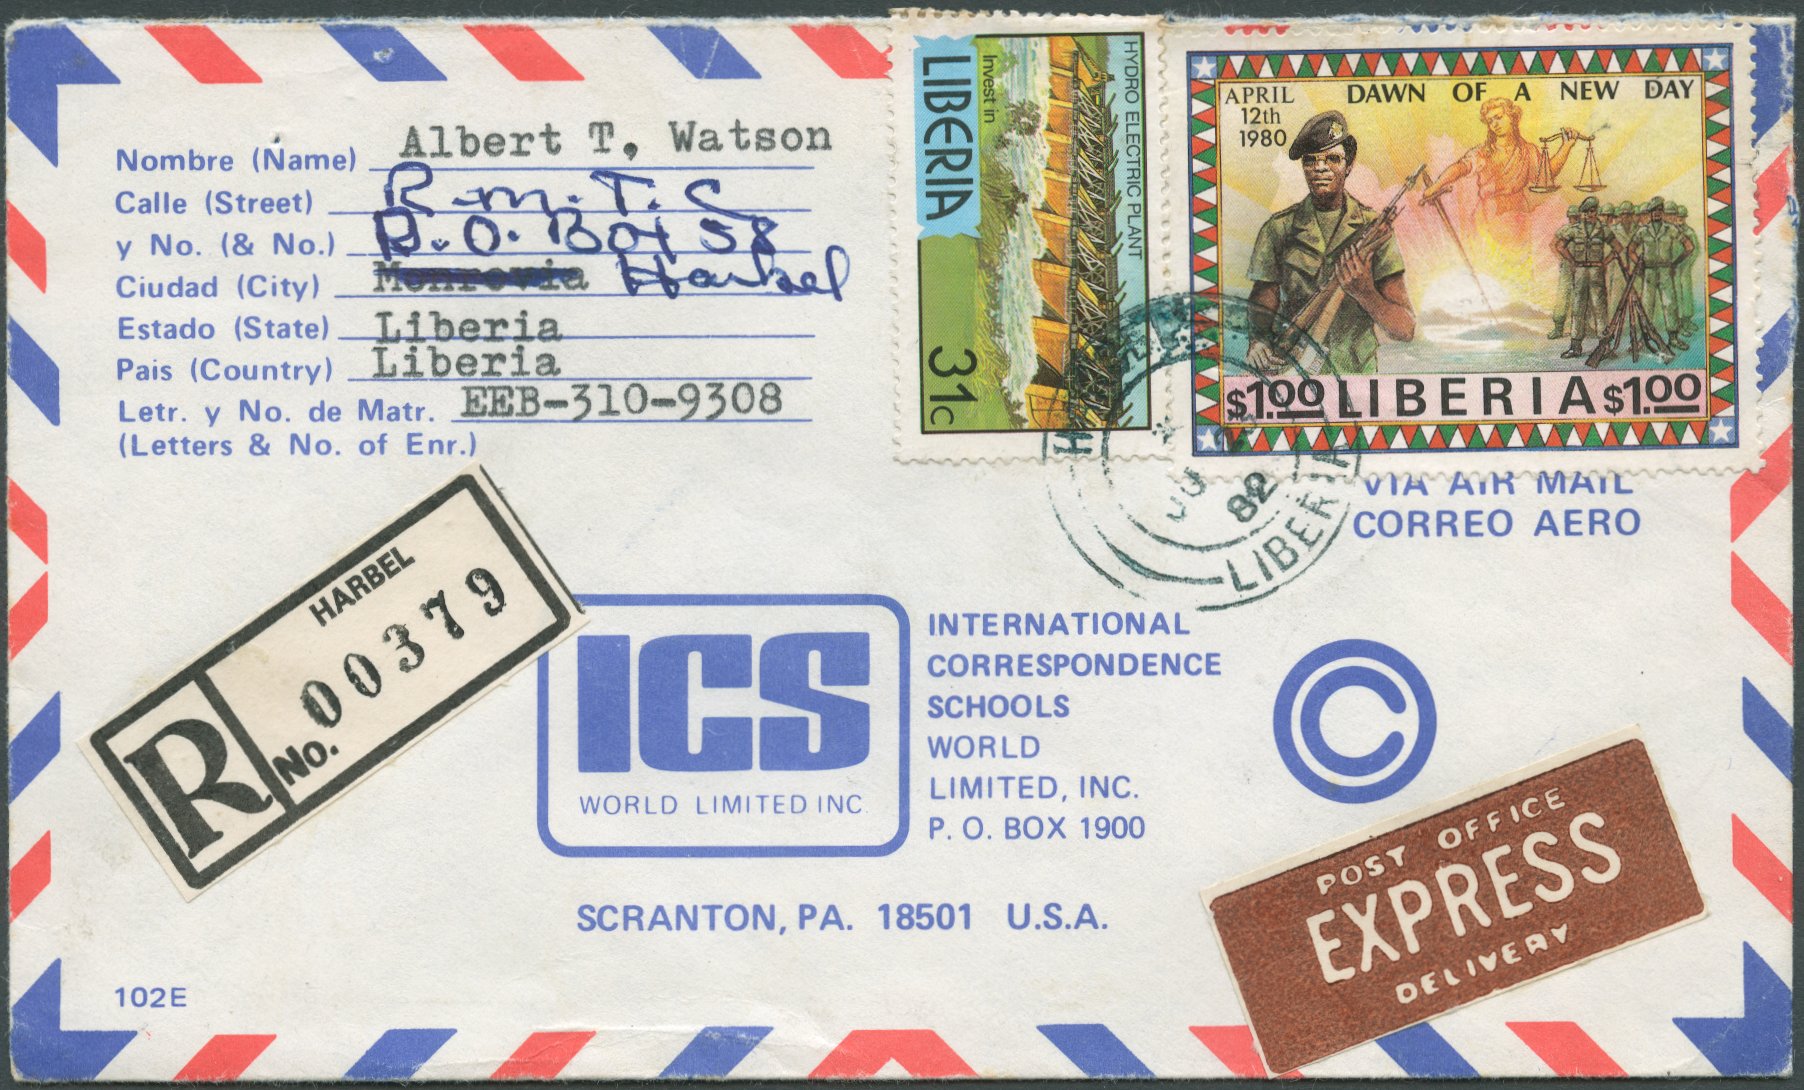 Nombre (Name) Albert T. Watson
Calle (Street) R.M.T.C
y No. (& No.) P.O. Box 58
Ciudad (City) Monrovia Harbel
Estado (State) Liberia
Pais (Country) Liberia
Letr. y No. de Matr. EEB-310-9308
(Letters & No. of Enr.)
HYDRO ELECTRIC PLANT
Invest in
LIBERIA
31c
APRIL 12th 1980
DAWN OF A NEW DAY
$1.00 LIBERIA $1.00
82
LIBERIA
VIA AIR MAIL
CORREO AERO
HARBEL
R No. 00379
ICS
WORLD LIMITED INC.
INTERNATIONAL
CORRESPONDENCE
SCHOOLS
WORLD
LIMITED, INC.
P. O. BOX 1900
SCRANTON, PA. 18501 U.S.A.
C
POST OFFICE
EXPRESS
DELIVERY
102E